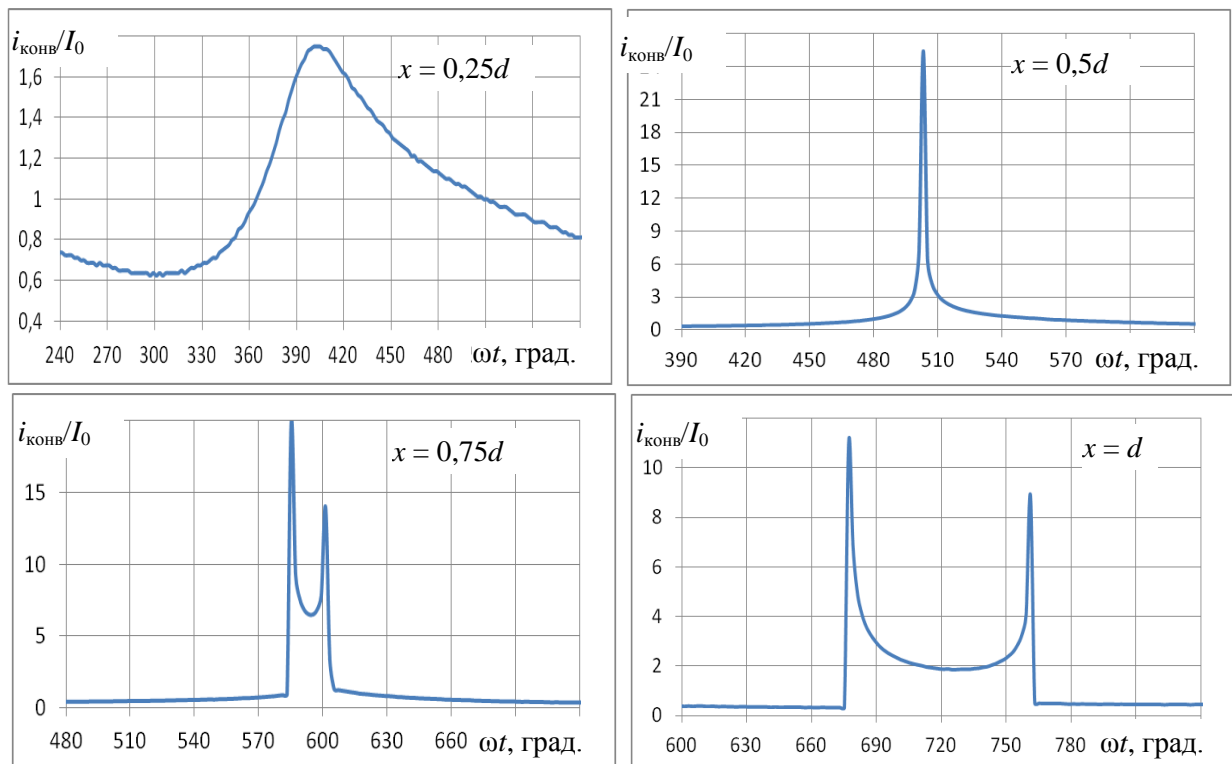 iконв/I0
x = 0,25d
1,6
1,4
1,2
1
0,8
0,6
0,4
240 270 300 330 360 390 420 450 480 ωt, град.
iконв/I0
x = 0,5d
21
18
15
12
9
6
3
0
390 420 450 480 510 540 570 ωt, град.
iконв/I0
x = 0,75d
15
10
5
0
480 510 540 570 600 630 660 ωt, град.
iконв/I0
x = d
10
8
6
4
2
0
600 630 660 690 720 750 780 ωt, град.